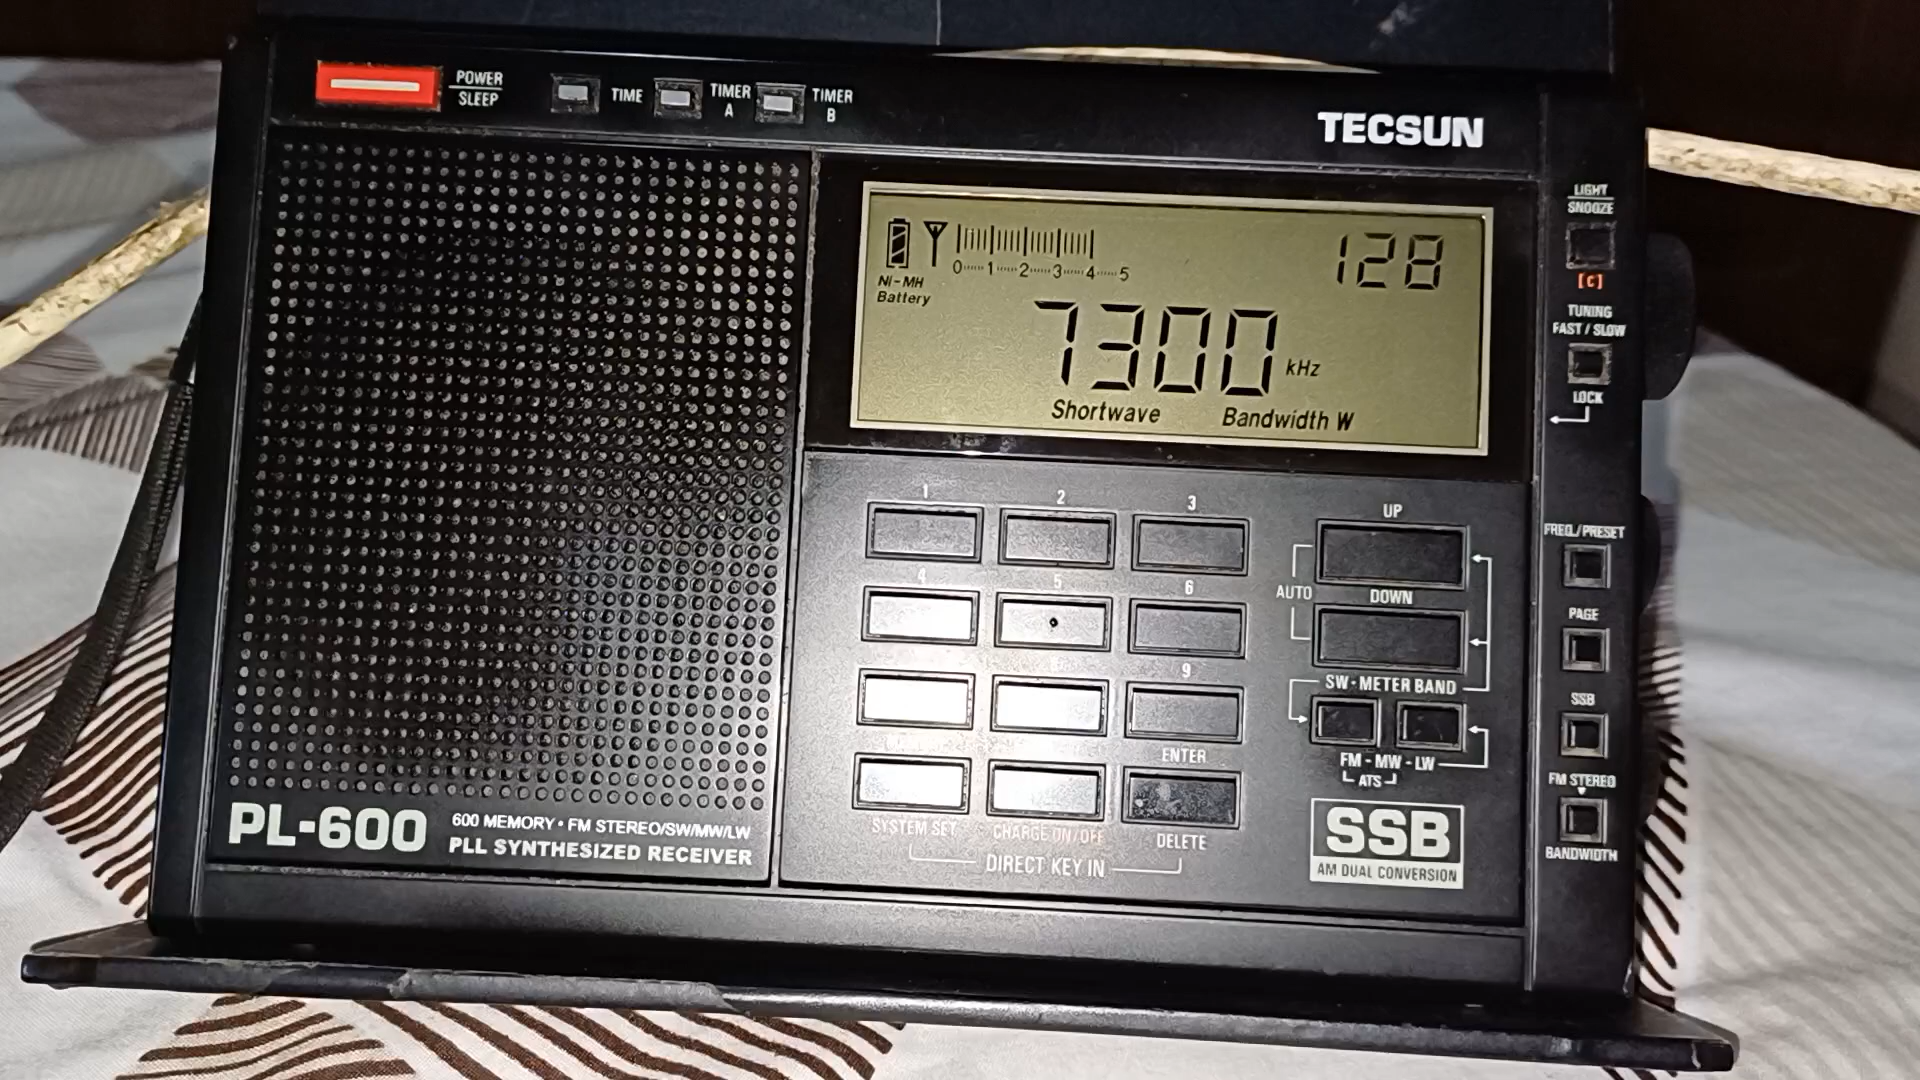 POWER
SLEEP
TIME
TIMER
A
TIMER
B
TECSUN
LIGHT
SNOOZE
[C]
128
0 1 2 3 4 5
Ni-MH
Battery
7300 kHz
Shortwave Bandwidth W
TUNING
FAST / SLOW
LOCK
1 2 3
UP
FREQ./PRESET
4 5 6
AUTO
DOWN
PAGE
9
SW-METER BAND
SSB
ENTER
FM - MW - LW
ATS
FM STEREO
BANDWIDTH
PL-600
600 MEMORY • FM STEREO/SW/MW/LW
PLL SYNTHESIZED RECEIVER
SYSTEM SET CHARGE ON/OFF DELETE
DIRECT KEY IN
SSB
AM DUAL CONVERSION